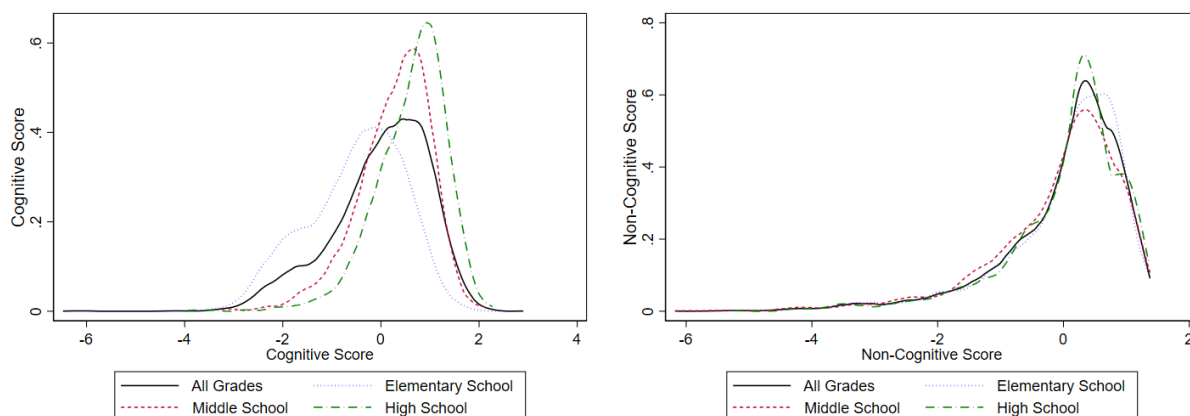 Cognitive Score
.6
.4
.2
0
-6
-4
-2
0
2
4
Cognitive Score
All Grades
Elementary School
Middle School
High School
Non-Cognitive Score
.8
.6
.4
.2
0
-6
-4
-2
0
2
Non-Cognitive Score
All Grades
Elementary School
Middle School
High School